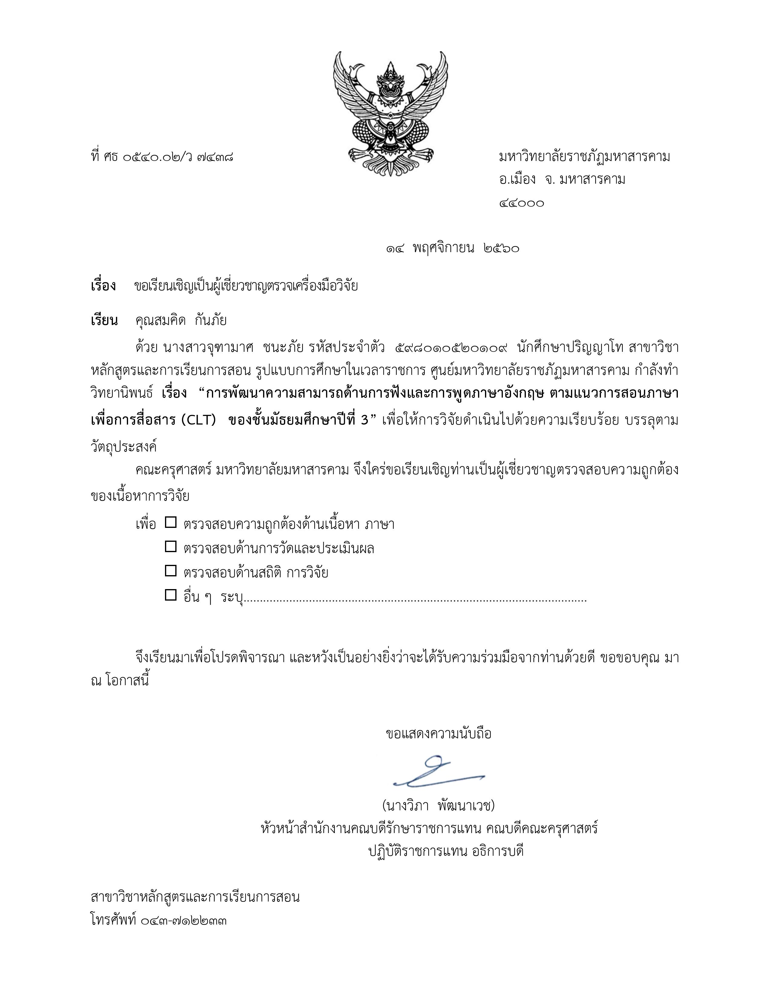 ที่ ศธ ๐๕๔๐.๐๒/ว ๗๔๓๘
มหาวิทยาลัยราชภัฏมหาสารคาม
อ.เมือง จ. มหาสารคาม
๔๔๐๐๐
๑๔ พฤศจิกายน ๒๕๖๐
เรื่อง ขอเรียนเชิญเป็นผู้เชี่ยวชาญตรวจเครื่องมือวิจัย
เรียน คุณสมคิด กันภัย
ด้วย นางสาวจุฑามาศ ชนะภัย รหัสประจำตัว ๕๙๘๐๑๐๕๒๐๑๐๙ นักศึกษาปริญญาโท สาขาวิชา
หลักสูตรและการเรียนการสอน รูปแบบการศึกษาในเวลาราชการ ศูนย์มหาวิทยาลัยราชภัฏมหาสารคาม กำลังทำ
วิทยานิพนธ์ เรื่อง “การพัฒนาความสามารถด้านการฟังและการพูดภาษาอังกฤษ ตามแนวการสอนภาษา
เพื่อการสื่อสาร (CLT) ของชั้นมัธยมศึกษาปีที่ 3” เพื่อให้การวิจัยดำเนินไปด้วยความเรียบร้อย บรรลุตาม
วัตถุประสงค์
คณะครุศาสตร์ มหาวิทยาลัยมหาสารคาม จึงใคร่ขอเรียนเชิญท่านเป็นผู้เชี่ยวชาญตรวจสอบความถูกต้อง
ของเนื้อหาการวิจัย
เพื่อ ☐ ตรวจสอบความถูกต้องด้านเนื้อหา ภาษา
☐ ตรวจสอบด้านการวัดและประเมินผล
☐ ตรวจสอบด้านสถิติ การวิจัย
☐ อื่น ๆ ระบุ..........................................................................................................
จึงเรียนมาเพื่อโปรดพิจารณา และหวังเป็นอย่างยิ่งว่าจะได้รับความร่วมมือจากท่านด้วยดี ขอขอบคุณ มา
ณ โอกาสนี้
ขอแสดงความนับถือ
(นางวิภา พัฒนาเวช)
หัวหน้าสำนักงานคณบดีรักษาราชการแทน คณบดีคณะครุศาสตร์
ปฏิบัติราชการแทน อธิการบดี
สาขาวิชาหลักสูตรและการเรียนการสอน
โทรศัพท์ ๐๔๓-๗๑๒๒๓๓